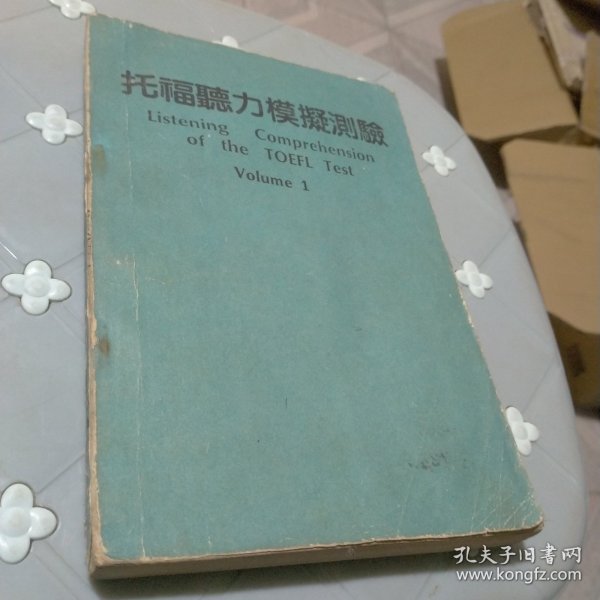 托福聽力模擬測驗
Listening Comprehension
of the TOEFL Test
Volume 1
孔夫子旧書网
www.kongfz.com